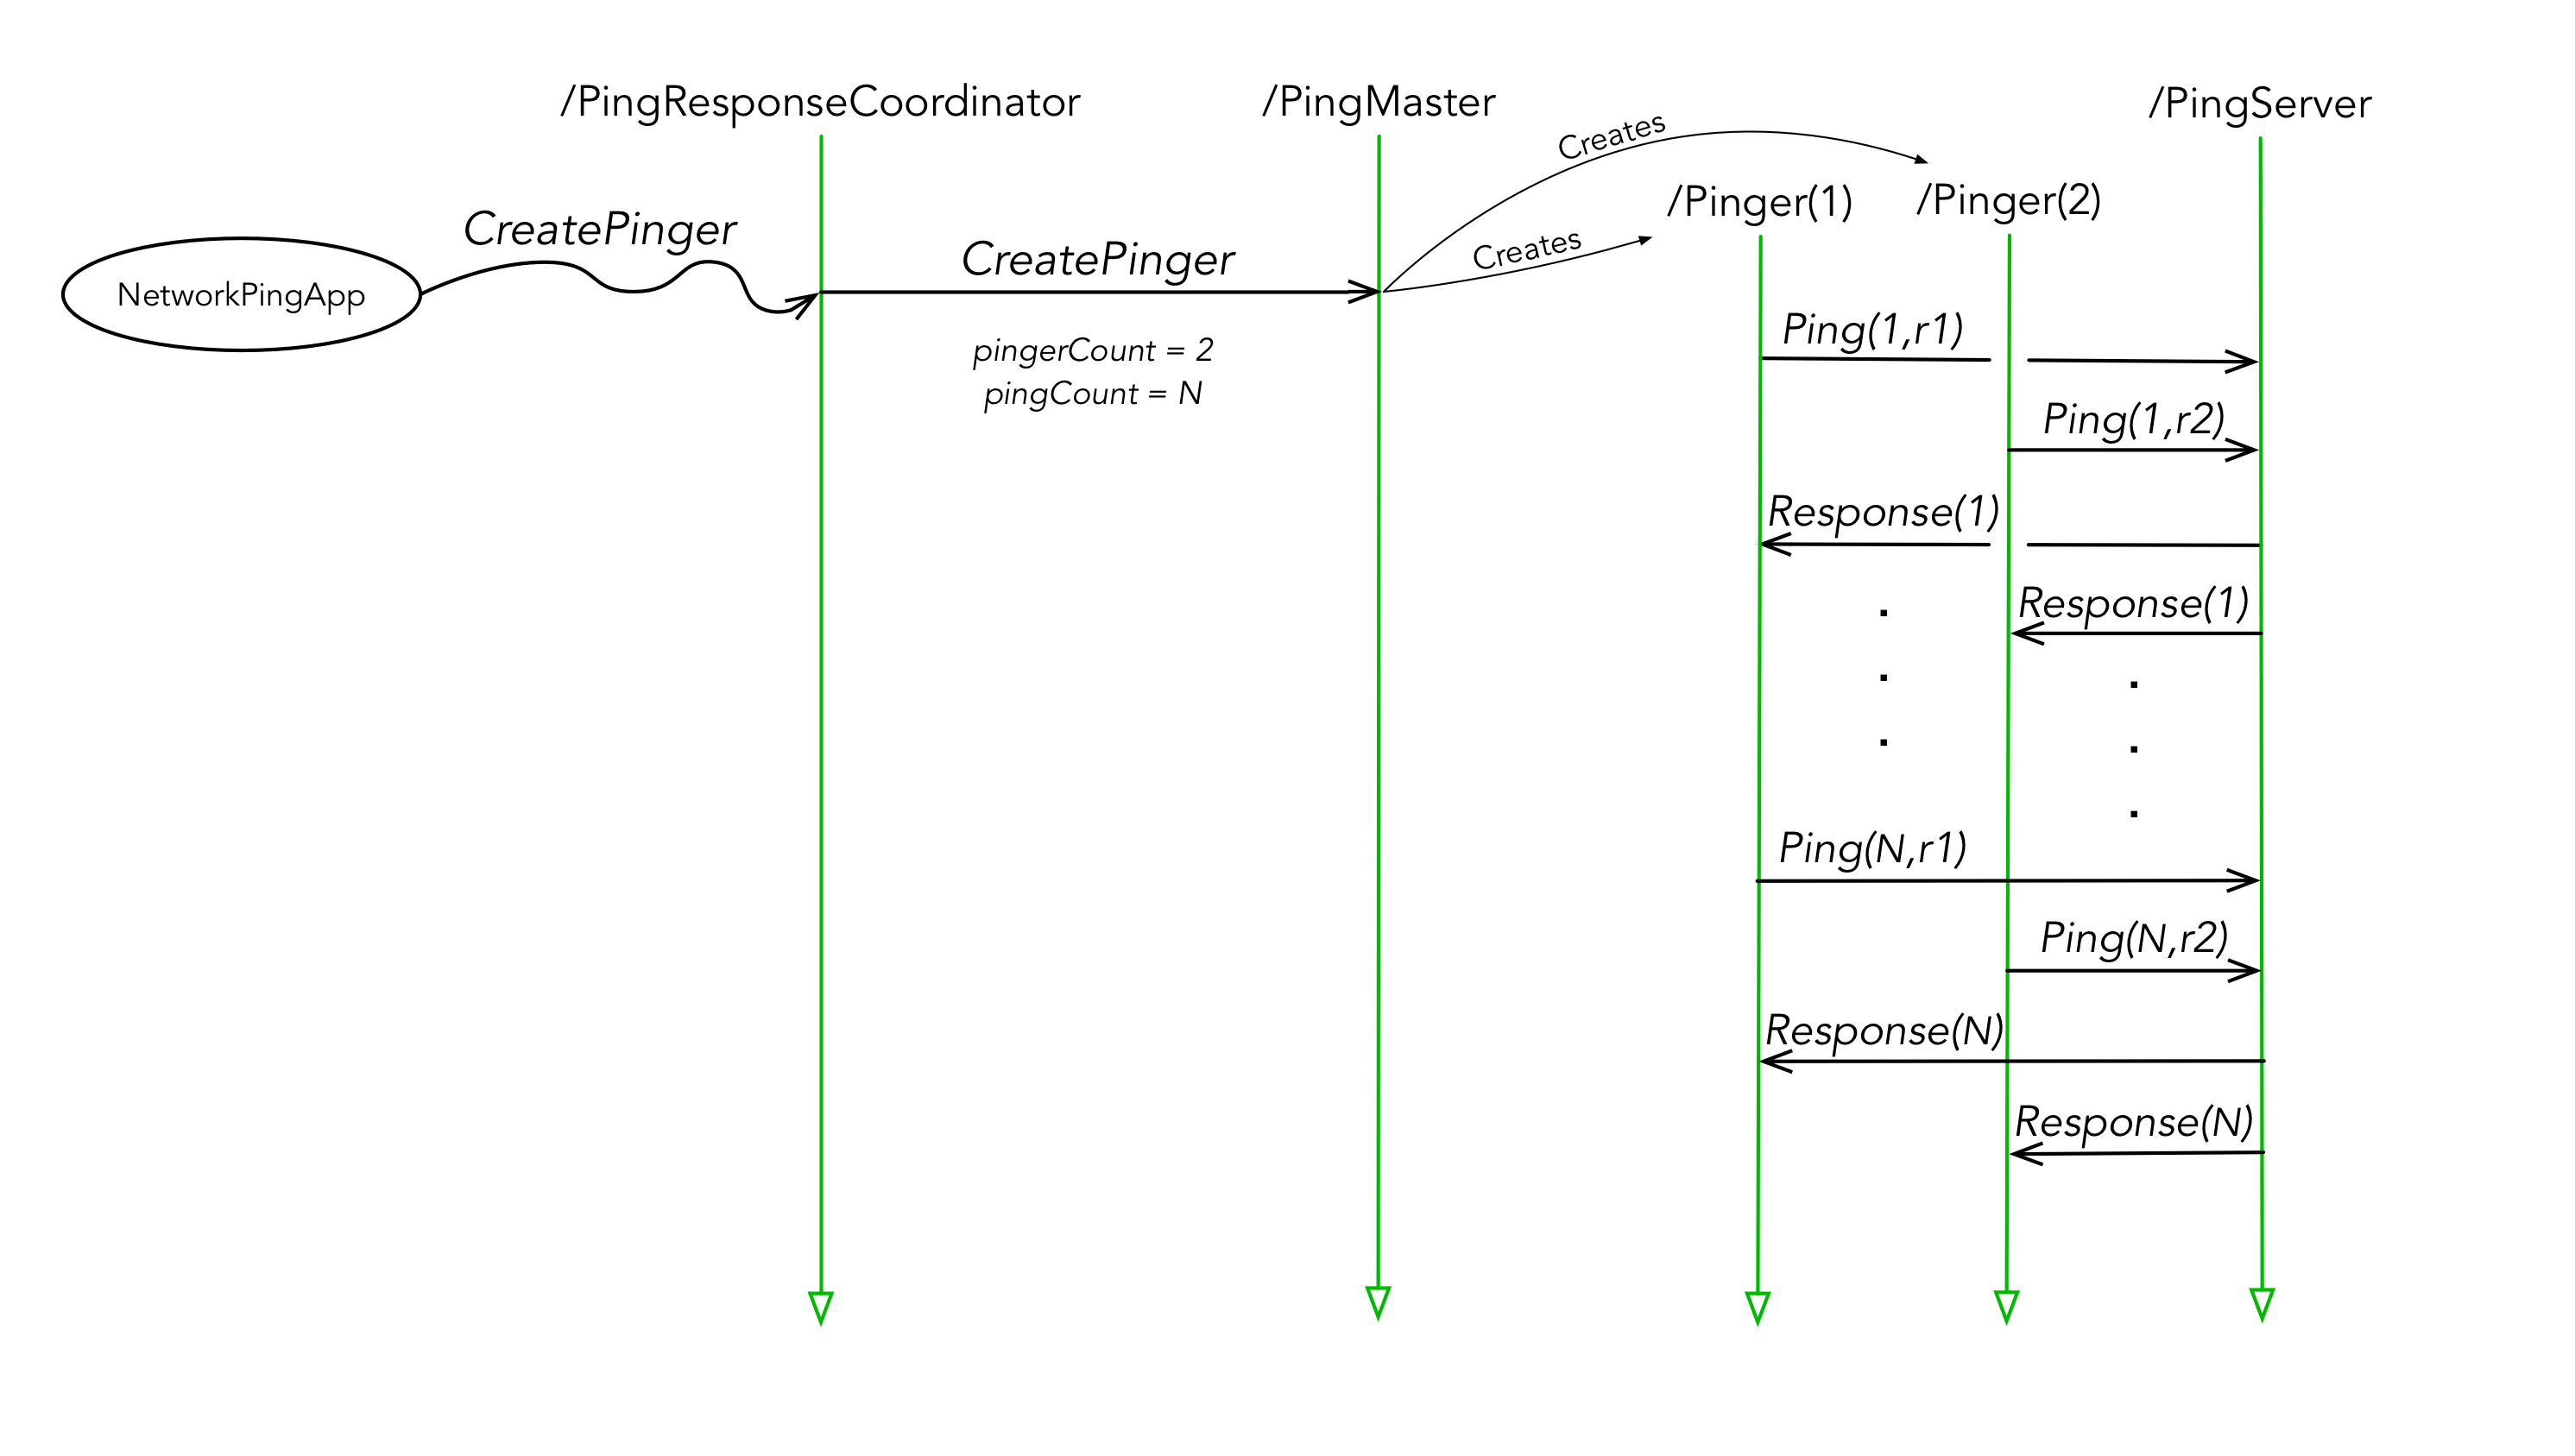 /PingResponseCoordinator
/PingMaster
/PingServer
Creates
/Pinger(1)
/Pinger(2)
CreatePinger
CreatePinger
Creates
NetworkPingApp
pingerCount = 2
pingCount = N
Ping(1,r1)
Ping(1,r2)
Response(1)
Response(1)
.
.
.
.
.
.
Ping(N,r1)
Ping(N,r2)
Response(N)
Response(N)